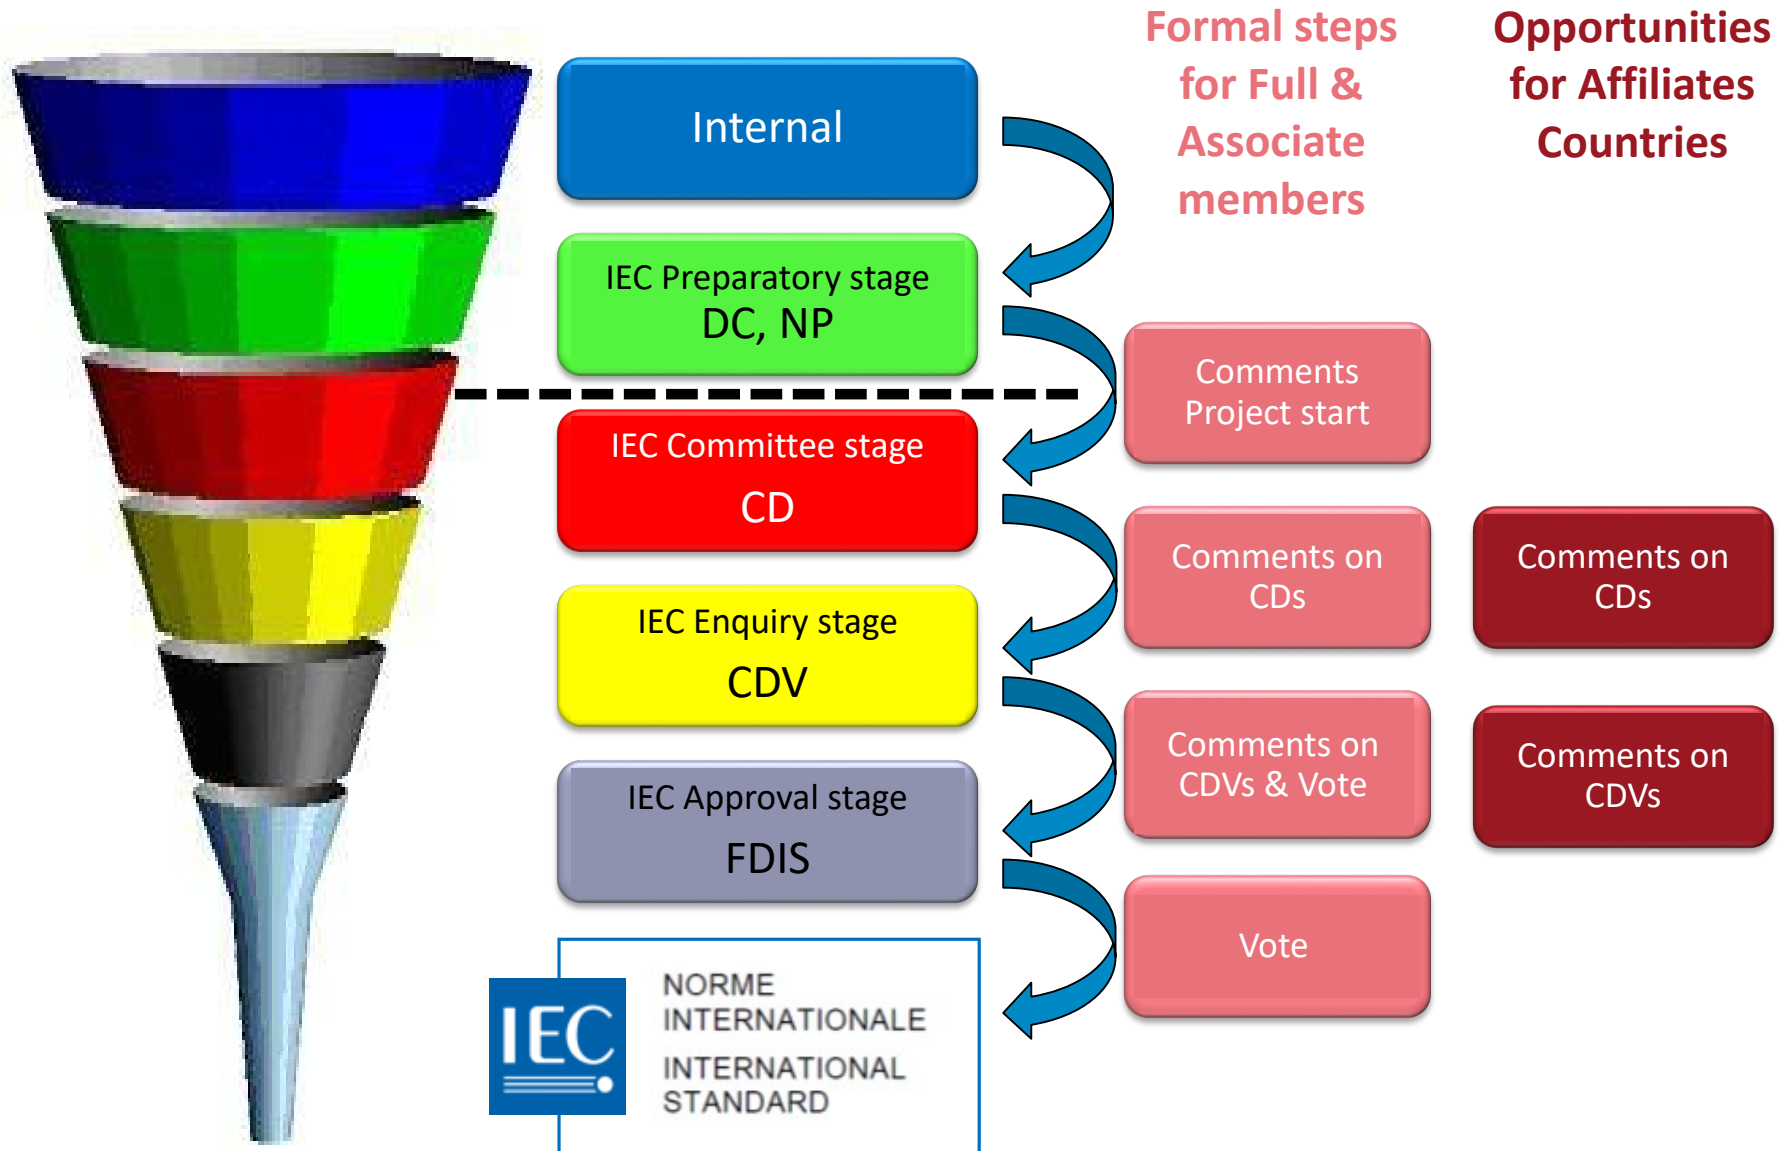 Formal steps
for Full &
Associate
members
Opportunities
for Affiliates
Countries
Internal
IEC Preparatory stage
DC, NP
Comments
Project start
IEC Committee stage
CD
Comments on
CDs
Comments on
CDs
IEC Enquiry stage
CDV
Comments on
CDVs & Vote
Comments on
CDVs
IEC Approval stage
FDIS
Vote
IEC
NORME
INTERNATIONALE
INTERNATIONAL
STANDARD